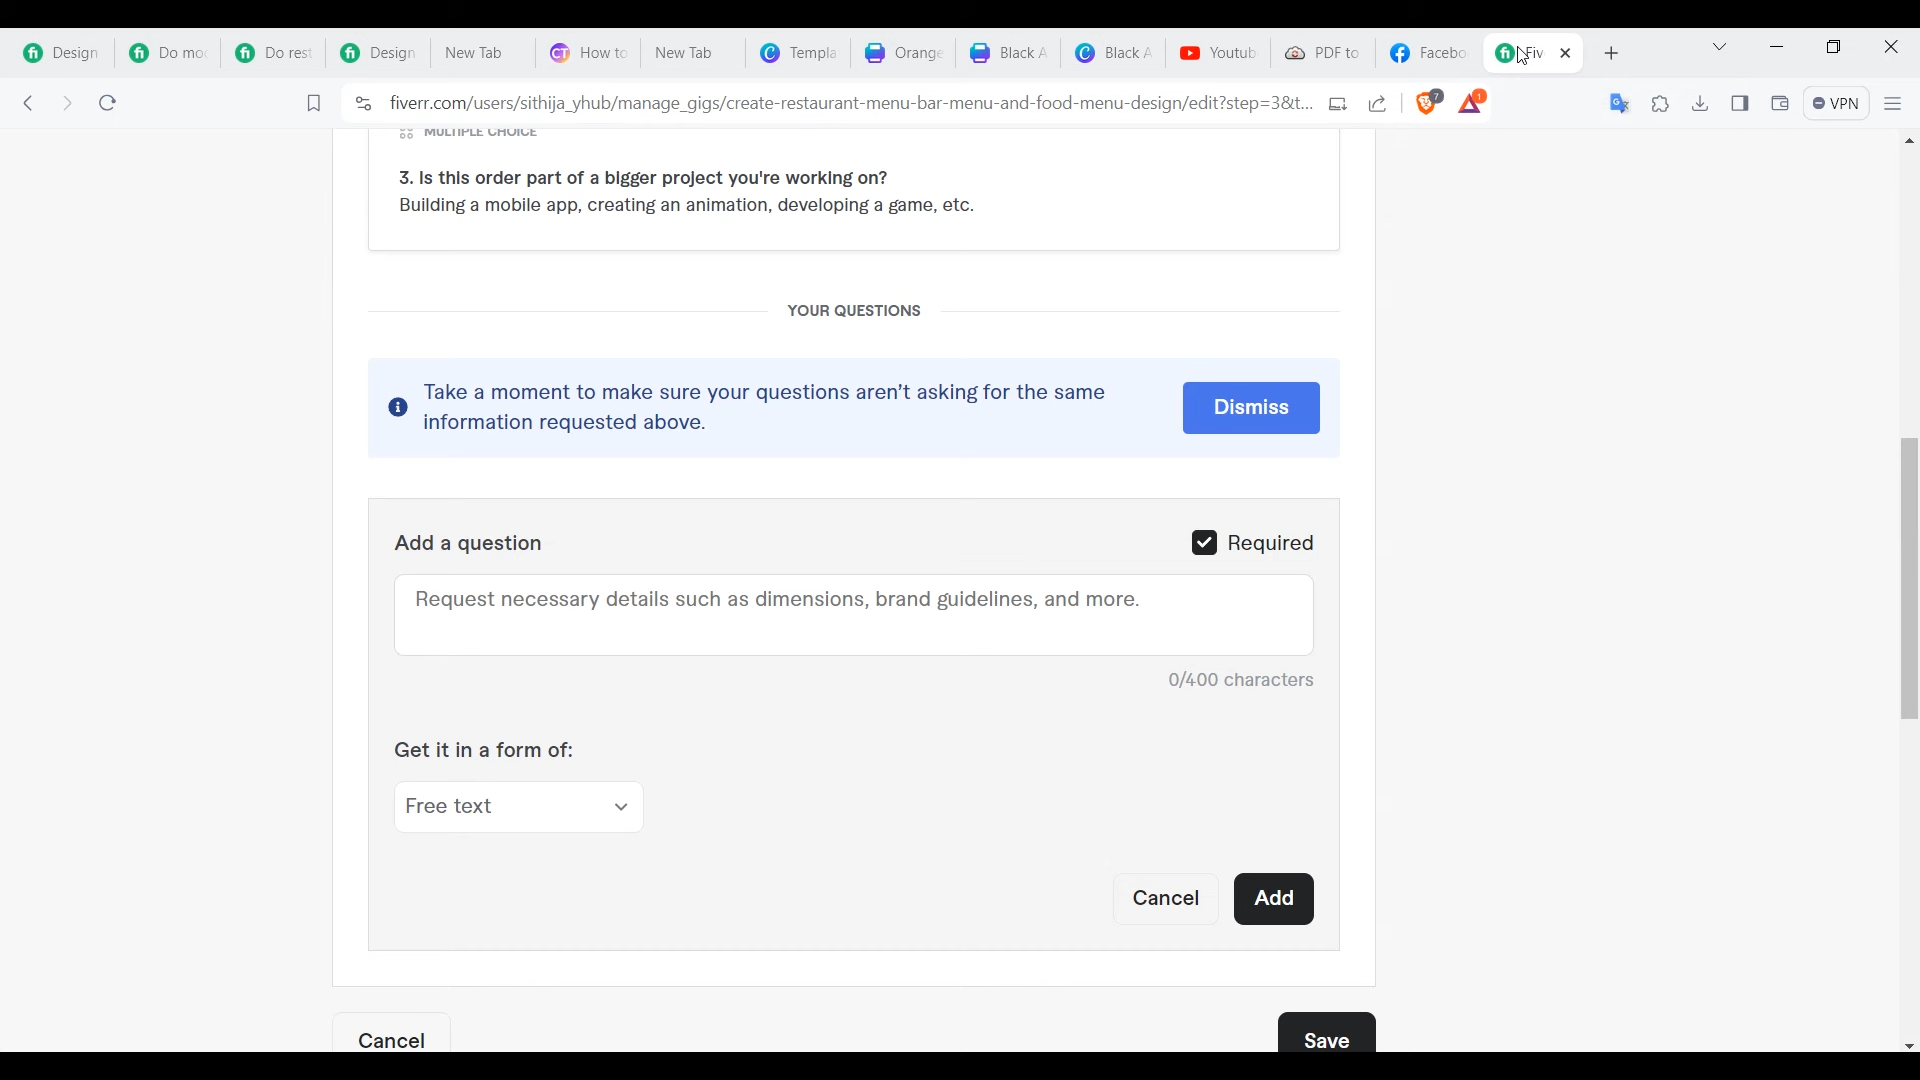 Design
Do mo
Do rest
Design
New Tab
How to
New Tab
Templa
Orange
Black A
Black A
Youtub
PDF to
Facebo
Fiv
fiverr.com/users/sithija_yhub/manage_gigs/create-restaurant-menu-bar-menu-and-food-menu-design/edit?step=3&t...
7
1
VPN
MULTIPLE CHOICE
3. Is this order part of a bigger project you're working on?
Building a mobile app, creating an animation, developing a game, etc.
YOUR QUESTIONS
Take a moment to make sure your questions aren't asking for the same
information requested above.
Dismiss
Add a question
Required
Request necessary details such as dimensions, brand guidelines, and more.
0/400 characters
Get it in a form of:
Free text
Cancel
Add
Cancel
Save